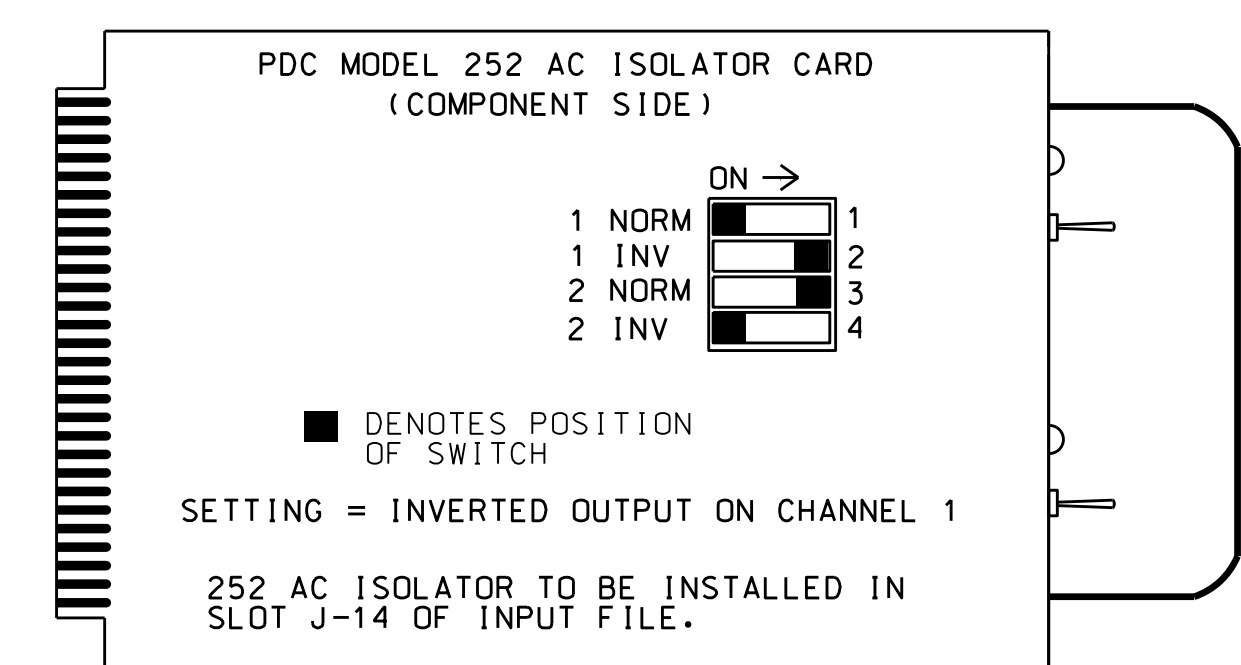 PDC MODEL 252 AC ISOLATOR CARD
(COMPONENT SIDE)
ON →
1 NORM 1
1 INV 2
2 NORM 3
2 INV 4
DENOTES POSITION
OF SWITCH
SETTING = INVERTED OUTPUT ON CHANNEL 1
252 AC ISOLATOR TO BE INSTALLED IN
SLOT J-14 OF INPUT FILE.